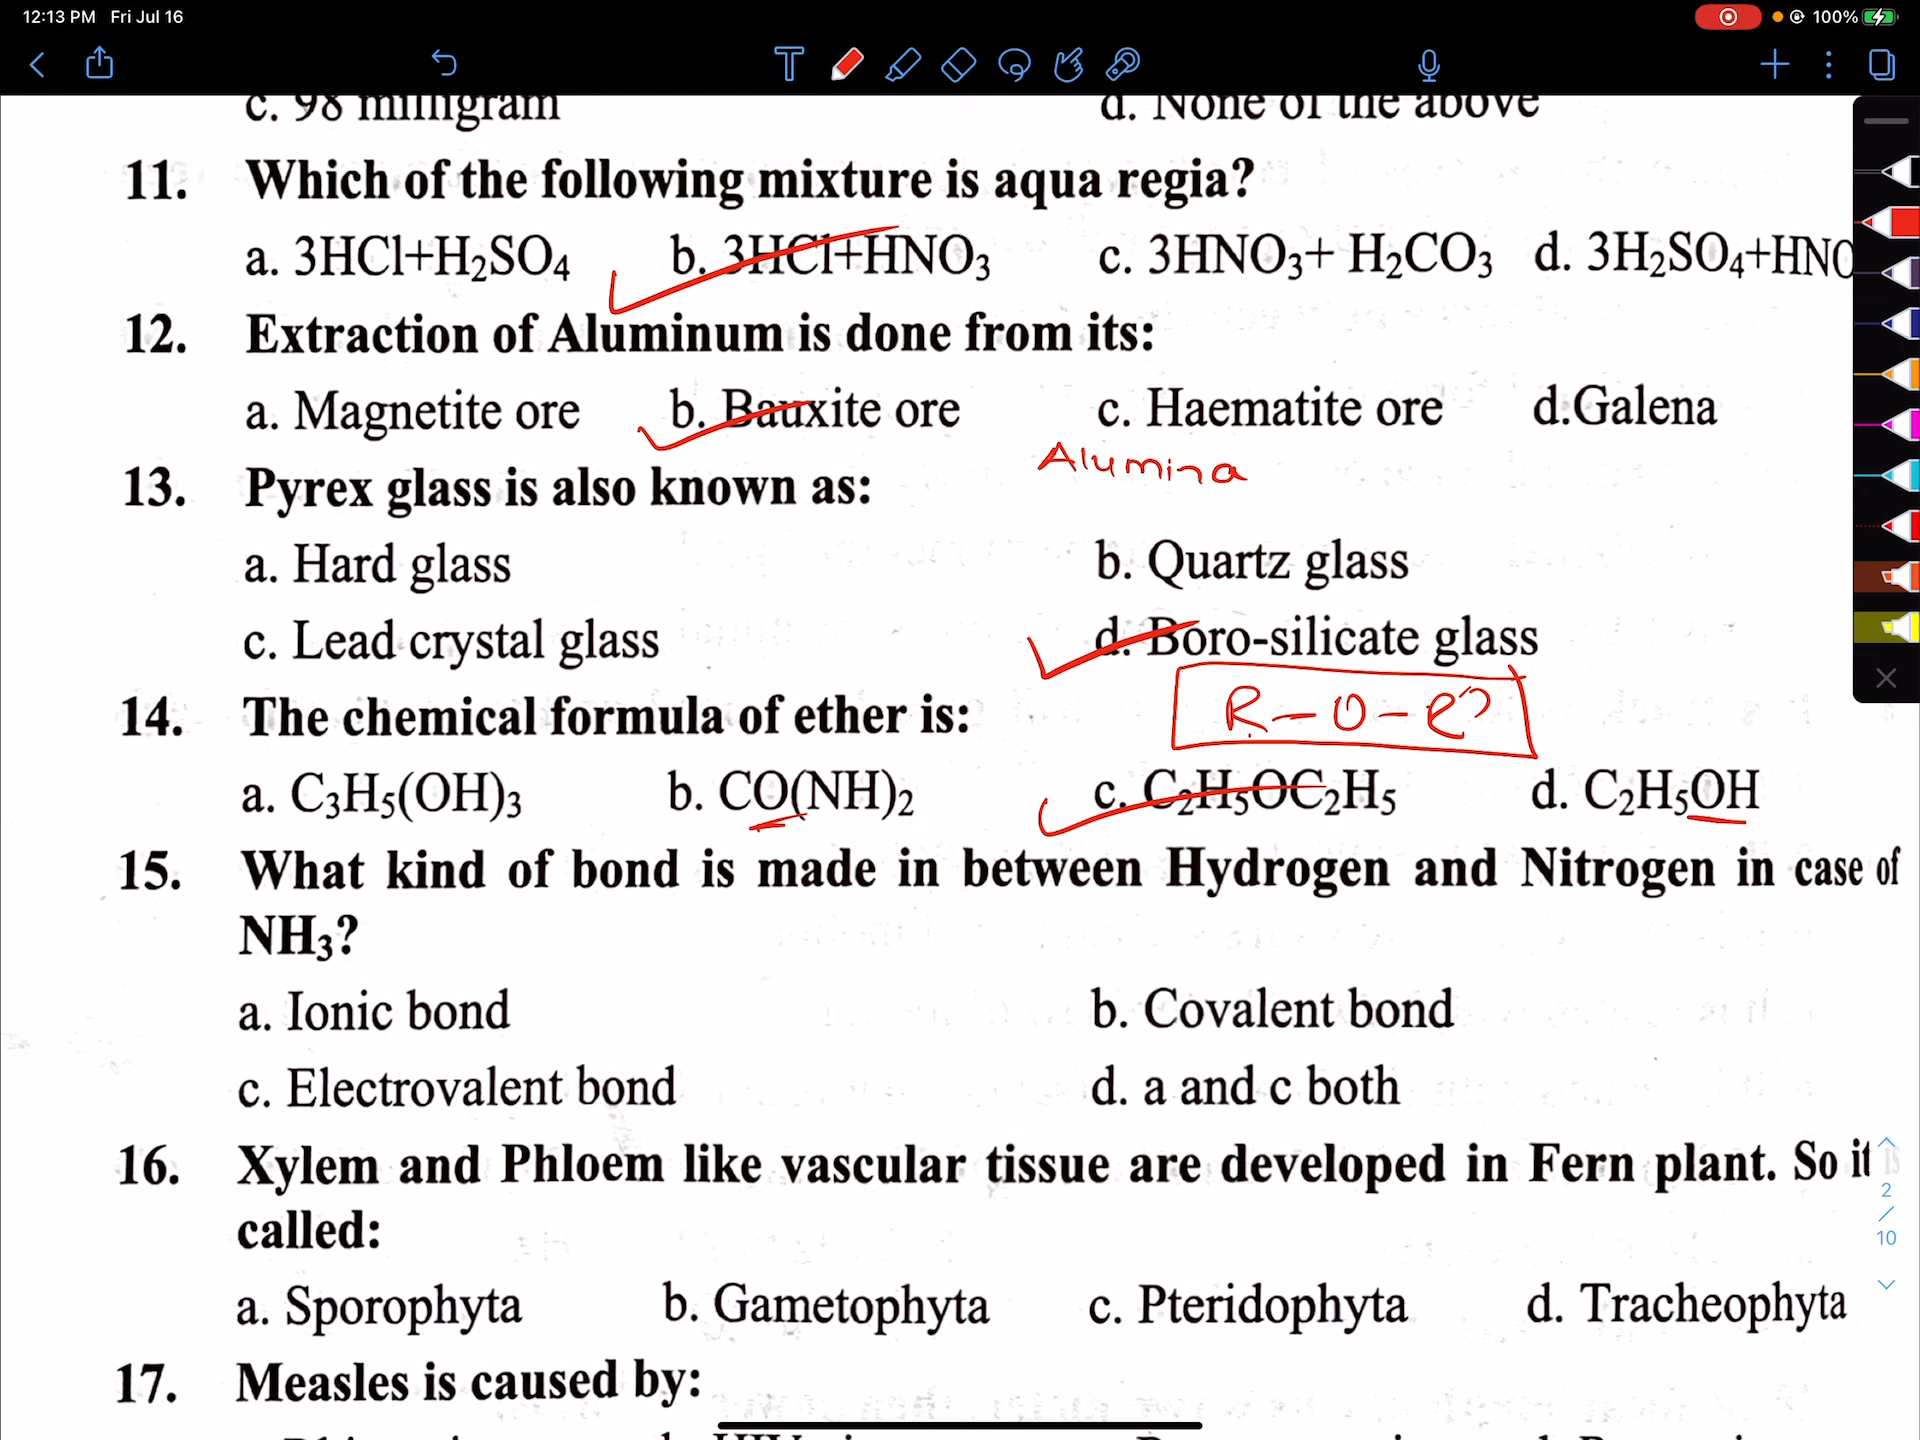 12:13 PM Fri Jul 16
100%
c. 98 milligram d. None of the above
11. Which of the following mixture is aqua regia?
a. 3HCl+H₂SO₄ b. 3HCl+HNO₃ c. 3HNO₃+ H₂CO₃ d. 3H₂SO₄+HNO
12. Extraction of Aluminum is done from its:
a. Magnetite ore b. Bauxite ore c. Haematite ore d.Galena
Alumina
13. Pyrex glass is also known as:
a. Hard glass b. Quartz glass
c. Lead crystal glass d. Boro-silicate glass
R-O-R'
14. The chemical formula of ether is:
a. C₃H₅(OH)₃ b. CO(NH)₂ c. C₂H₅OC₂H₅ d. C₂H₅OH
15. What kind of bond is made in between Hydrogen and Nitrogen in case of
NH₃?
a. Ionic bond b. Covalent bond
c. Electrovalent bond d. a and c both
16. Xylem and Phloem like vascular tissue are developed in Fern plant. So it is
called:
a. Sporophyta b. Gametophyta c. Pteridophyta d. Tracheophyta
2
/
10
17. Measles is caused by: